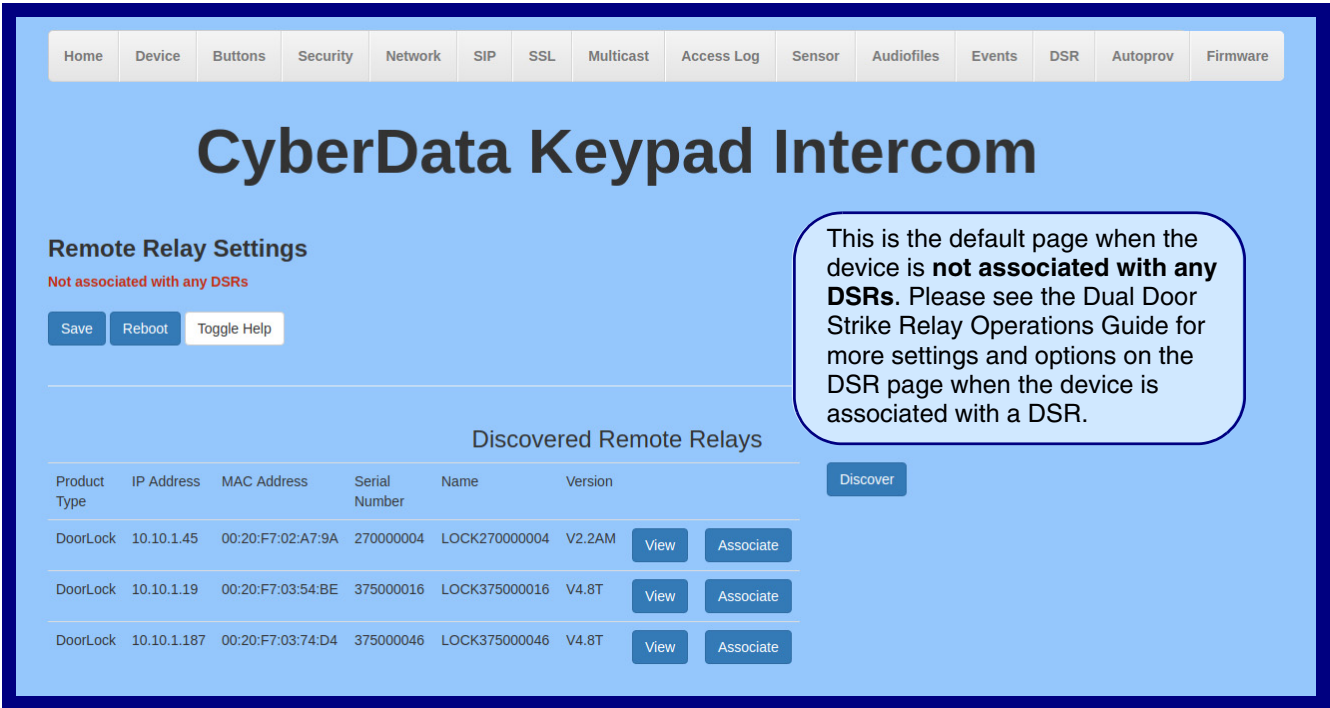 Home Device Buttons Security Network SIP SSL Multicast Access Log Sensor Audiofiles Events DSR Autoprov Firmware
CyberData Keypad Intercom
Remote Relay Settings
Not associated with any DSRs
Save Reboot Toggle Help
This is the default page when the
device is not associated with any
DSRs. Please see the Dual Door
Strike Relay Operations Guide for
more settings and options on the
DSR page when the device is
associated with a DSR.
Discovered Remote Relays
Product Type IP Address MAC Address Serial Number Name Version
Discover
DoorLock 10.10.1.45 00:20:F7:02:A7:9A 270000004 LOCK270000004 V2.2AM View Associate
DoorLock 10.10.1.19 00:20:F7:03:54:BE 375000016 LOCK375000016 V4.8T View Associate
DoorLock 10.10.1.187 00:20:F7:03:74:D4 375000046 LOCK375000046 V4.8T View Associate